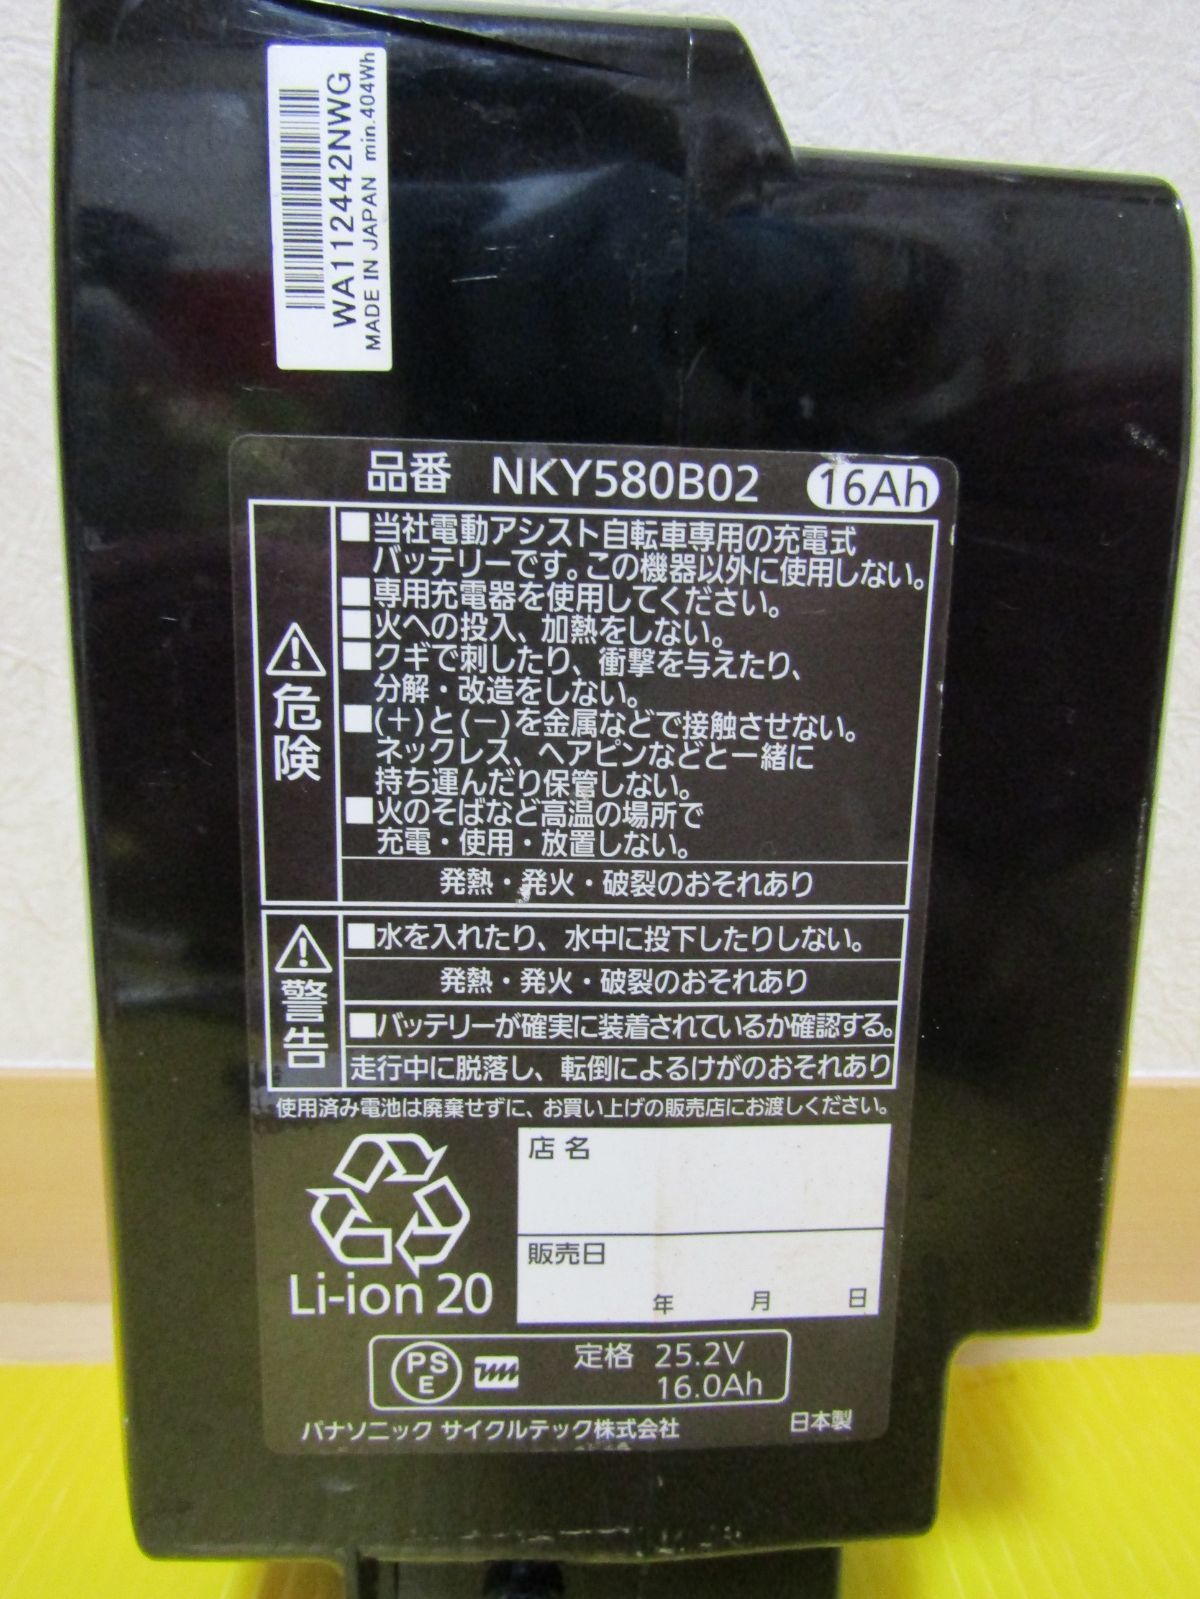 WA112442NWG
MADE IN JAPAN min.404Wh
品番 NKY580B02 16Ah
危険
■当社電動アシスト自転車専用の充電式
バッテリーです。この機器以外に使用しない。
■専用充電器を使用してください。
■火への投入、加熱をしない。
■クギで刺したり、衝撃を与えたり、
分解・改造をしない。
■(+)と(−)を金属などで接触させない。
ネックレス、ヘアピンなどと一緒に
持ち運んだり保管しない。
■火のそばなど高温の場所で
充電・使用・放置しない。
発熱・発火・破裂のおそれあり
警告
■水を入れたり、水中に投下したりしない。
発熱・発火・破裂のおそれあり
■バッテリーが確実に装着されているか確認する。
走行中に脱落し、転倒によるけがのおそれあり
使用済み電池は廃棄せずに、お買い上げの販売店にお渡しください。
店名
販売日
年 月 日
Li-ion 20
PSE
定格 25.2V
16.0Ah
パナソニック サイクルテック株式会社 日本製